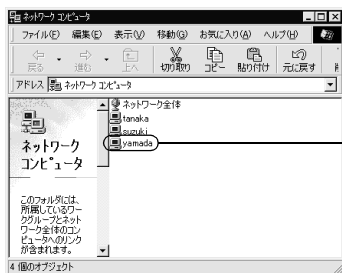 ネットワーク コンピュータ
ファイル(F) 編集(E) 表示(V) 移動(G) お気に入り(A) ヘルプ(H)
戻る 進む 上へ 切り取り コピー 貼り付け 元に戻す
アドレス ネットワーク コンピュータ
ネットワーク
コンピュータ
このフォルダには、
所属しているワー
クグループとネット
ワーク全体のコン
ピュータへのリンク
が含まれます。
ネットワーク全体
tanaka
suzuki
yamada
4 個のオブジェクト